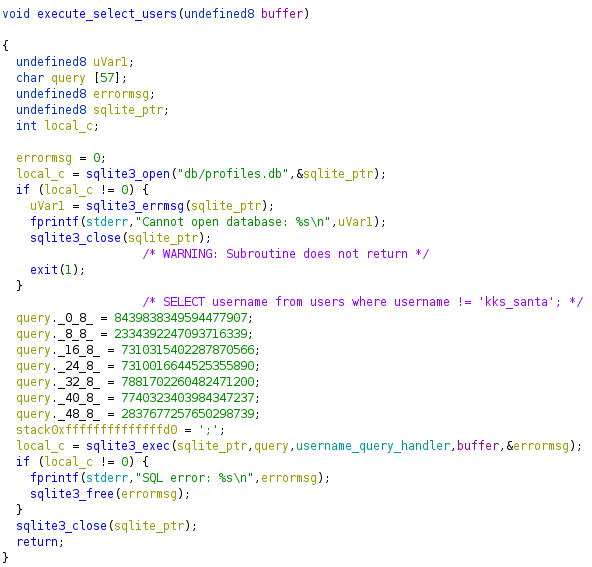 void execute_select_users(undefined8 buffer)
{
undefined8 uVar1;
char query [57];
undefined8 errormsg;
undefined8 sqlite_ptr;
int local_c;
errormsg = 0;
local_c = sqlite3_open("db/profiles.db",&sqlite_ptr);
if (local_c != 0) {
uVar1 = sqlite3_errmsg(sqlite_ptr);
fprintf(stderr,"Cannot open database: %s\n",uVar1);
sqlite3_close(sqlite_ptr);
/* WARNING: Subroutine does not return */
exit(1);
}
/* SELECT username from users where username != 'kks_santa'; */
query._0_8_ = 8439838349594477907;
query._8_8_ = 2334392247093716339;
query._16_8_ = 7310315402287870566;
query._24_8_ = 7310016644525355890;
query._32_8_ = 7881702260482471200;
query._40_8_ = 7740323403984347237;
query._48_8_ = 2837677257650298739;
stack0xffffffffffffffd0 = ';';
local_c = sqlite3_exec(sqlite_ptr,query,username_query_handler,buffer,&errormsg);
if (local_c != 0) {
fprintf(stderr,"SQL error: %s\n",errormsg);
sqlite3_free(errormsg);
}
sqlite3_close(sqlite_ptr);
return;
}